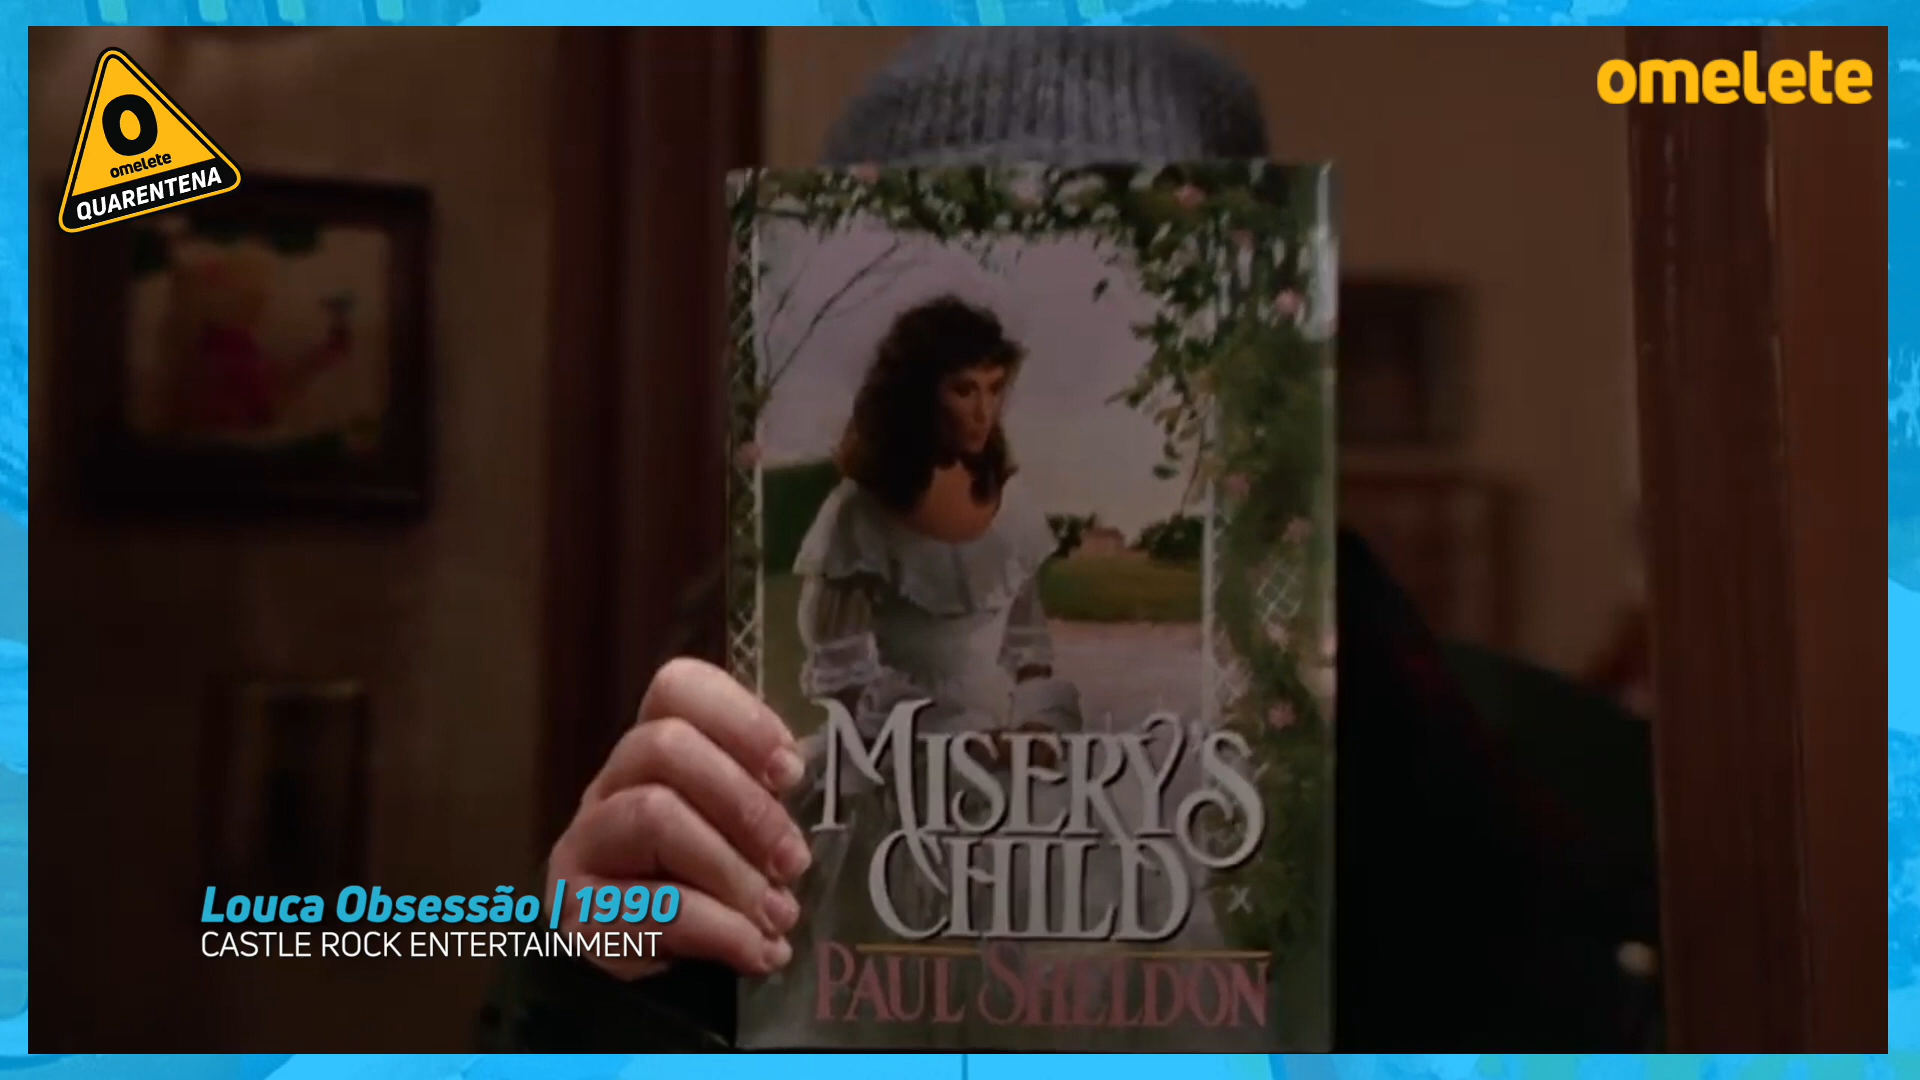 O
omelete
QUARENTENA
omelete
MISERY'S
CHILD
PAUL SHELDON
Louca Obsessão | 1990
CASTLE ROCK ENTERTAINMENT